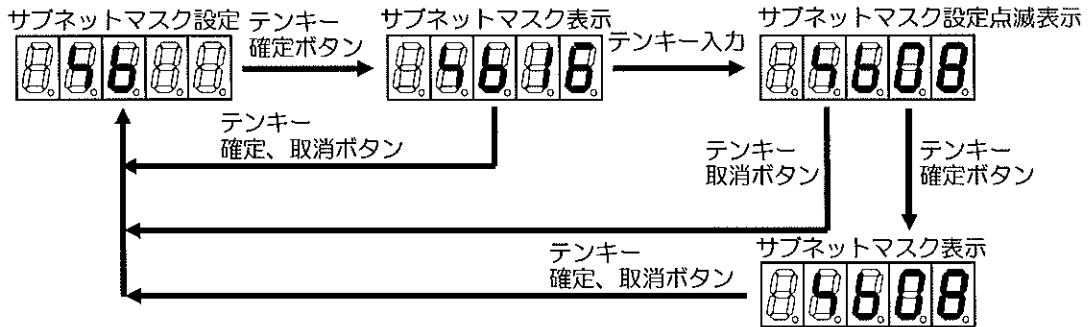 サブネットマスク設定
Sb
テンキー
確定ボタン
サブネットマスク表示
Sb16
テンキー入力
サブネットマスク設定点滅表示
Sb08
テンキー
確定、取消ボタン
テンキー
取消ボタン
テンキー
確定ボタン
テンキー
確定、取消ボタン
サブネットマスク表示
Sb08